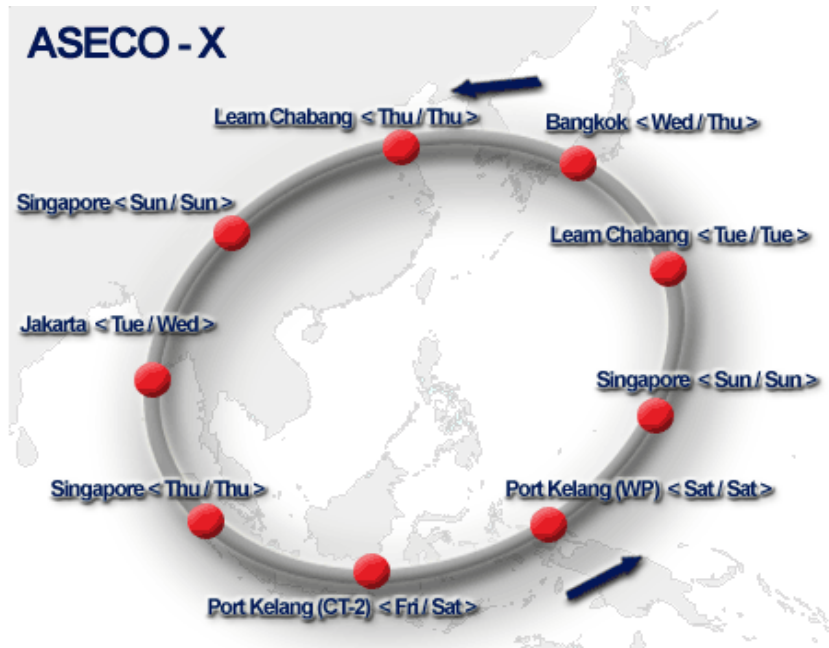 ASECO - X
Leam Chabang < Thu / Thu >
Bangkok < Wed / Thu >
Singapore < Sun / Sun >
Leam Chabang < Tue / Tue >
Jakarta < Tue / Wed >
Singapore < Sun / Sun >
Singapore < Thu / Thu >
Port Kelang (WP) < Sat / Sat >
Port Kelang (CT-2) < Fri / Sat >